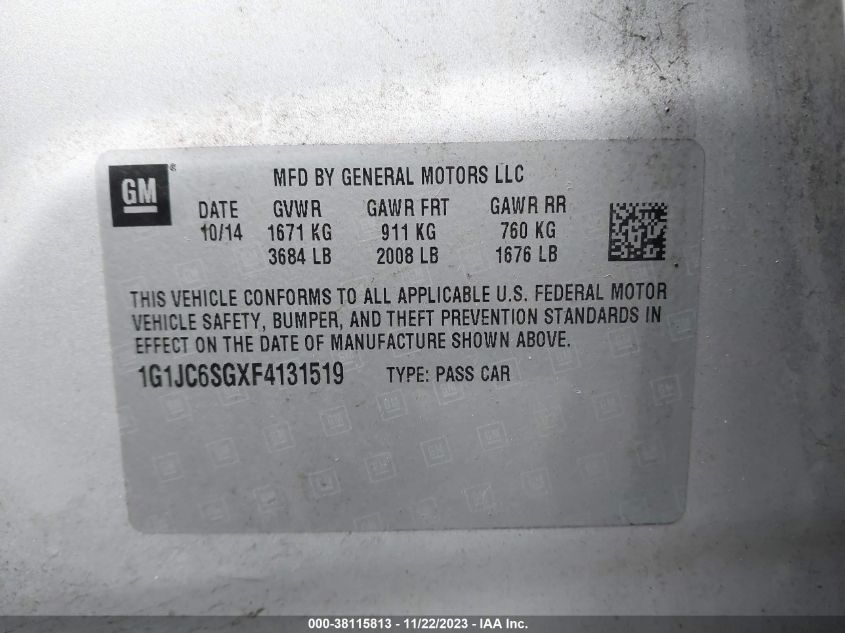 GM ®
MFD BY GENERAL MOTORS LLC
DATE GVWR GAWR FRT GAWR RR
10/14 1671 KG 911 KG 760 KG
3684 LB 2008 LB 1676 LB
THIS VEHICLE CONFORMS TO ALL APPLICABLE U.S. FEDERAL MOTOR
VEHICLE SAFETY, BUMPER, AND THEFT PREVENTION STANDARDS IN
EFFECT ON THE DATE OF MANUFACTURE SHOWN ABOVE.
1G1JC6SGXF4131519 TYPE: PASS CAR
000-38115813 - 11/22/2023 - IAA Inc.